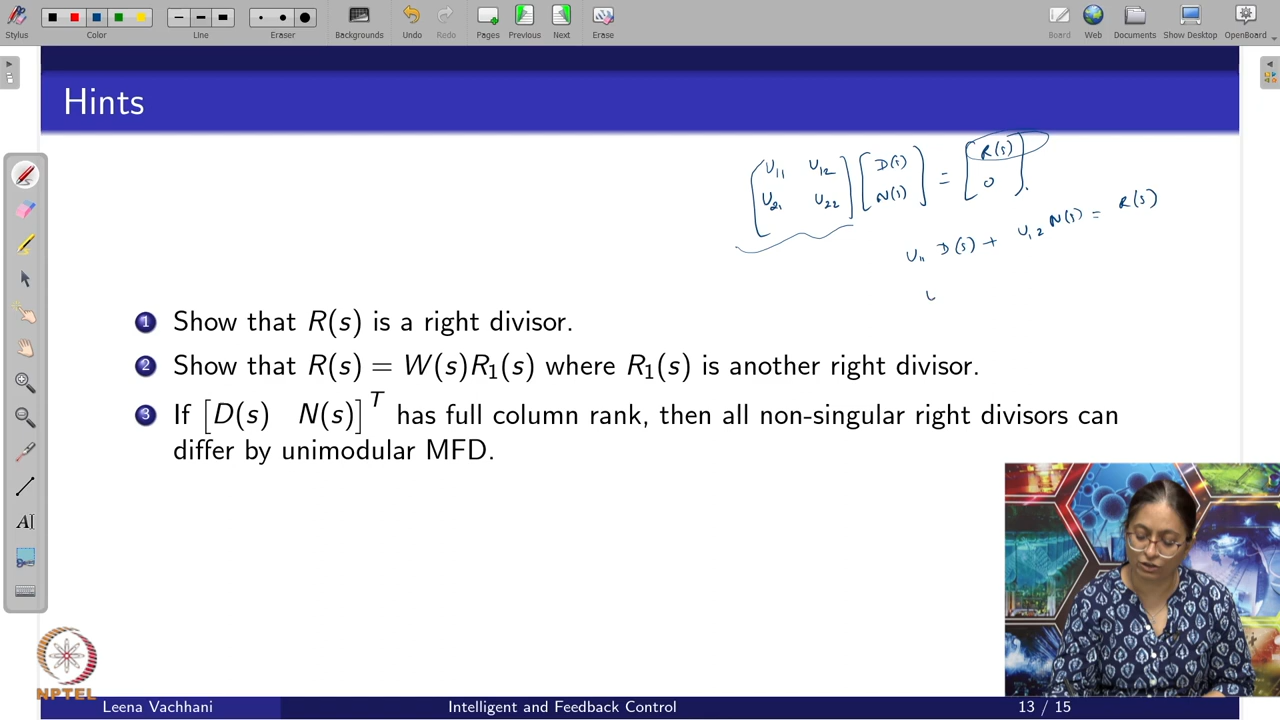 Stylus
Color
Line
Eraser
Backgrounds
Undo
Redo
Pages
Previous
Next
Erase
Board
Web
Documents
Show Desktop
OpenBoard
Hints
[U11 U12 [D(s) = [R(s)
U21 U22] N(s)] 0].
U11 D(s) + U12 N(s) = R(s)
U
1 Show that R(s) is a right divisor.
2 Show that R(s) = W(s)R1(s) where R1(s) is another right divisor.
3 If [D(s) N(s)]^T has full column rank, then all non-singular right divisors can
differ by unimodular MFD.
AI
NPTEL
Leena Vachhani
Intelligent and Feedback Control
13 / 15